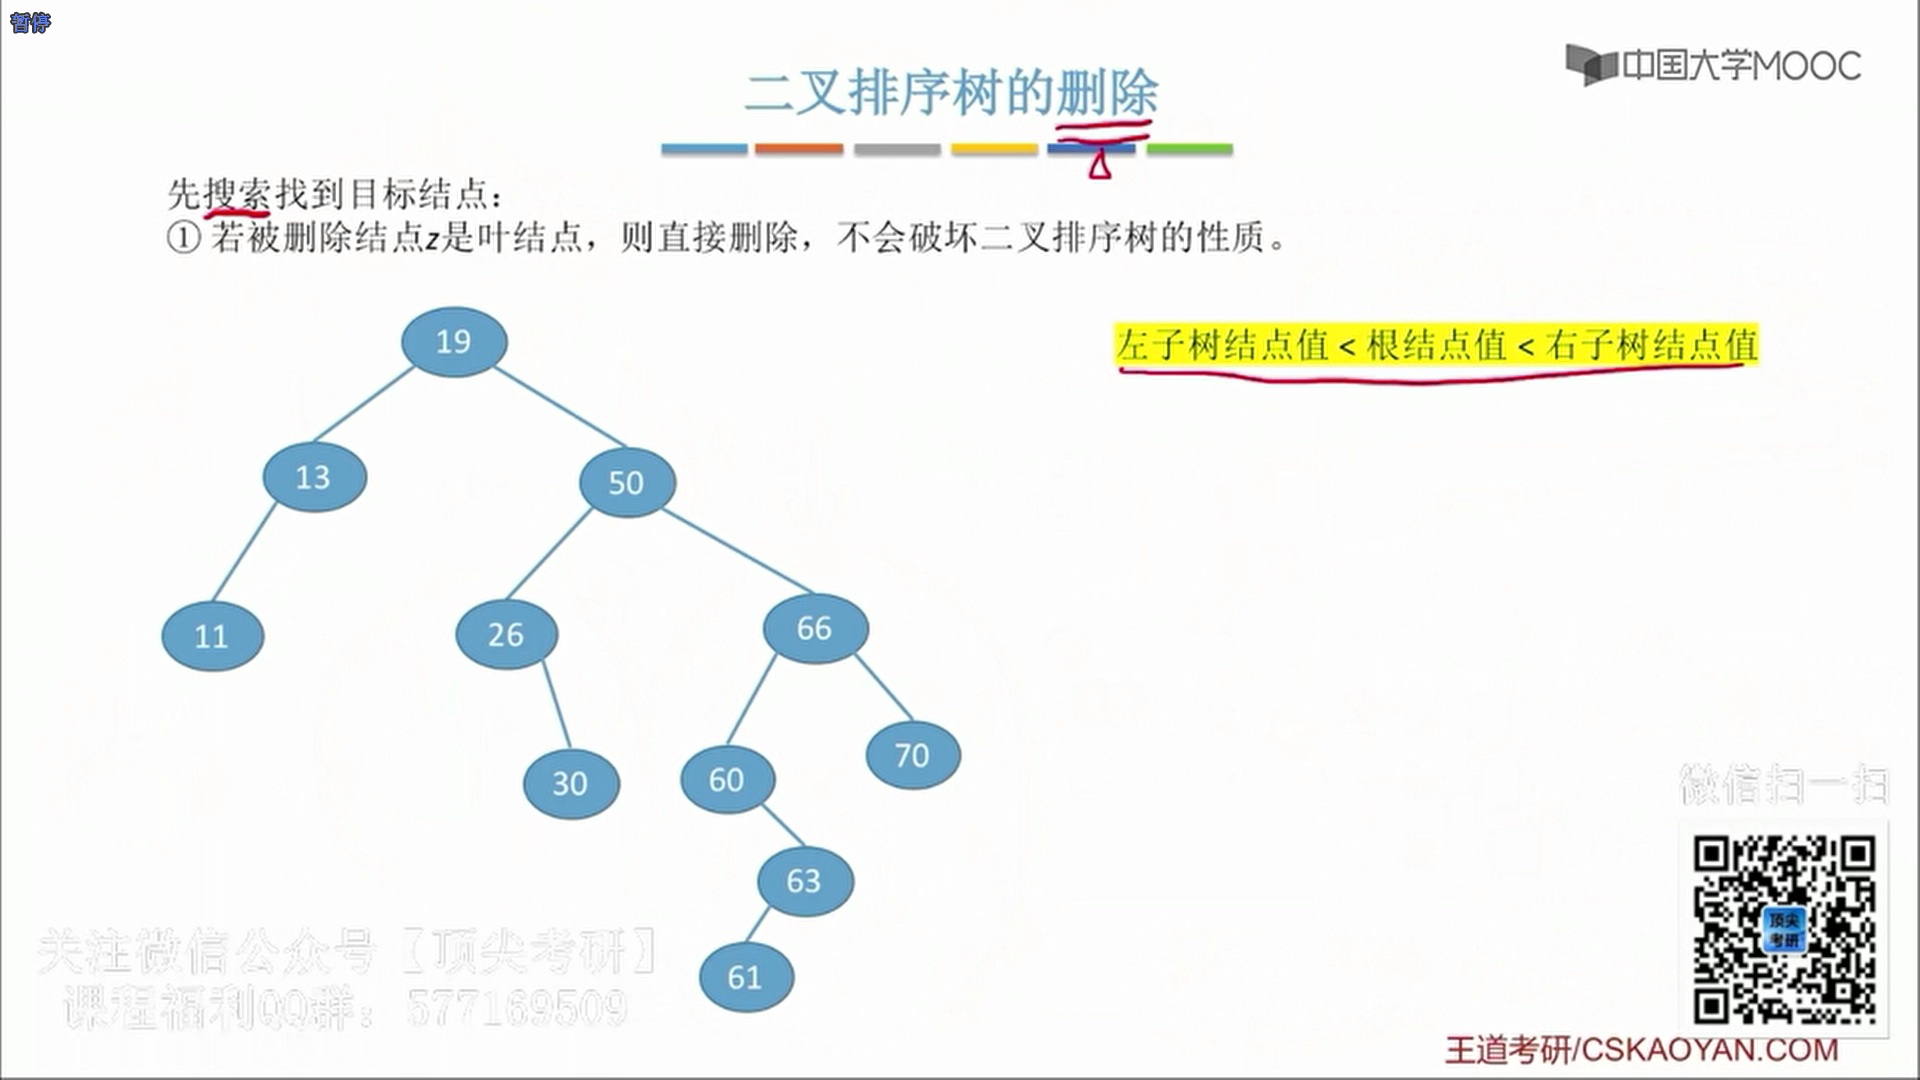 暂停
中国大学MOOC
二叉排序树的删除
先搜索找到目标结点：
① 若被删除结点z是叶结点，则直接删除，不会破坏二叉排序树的性质。
左子树结点值 < 根结点值 < 右子树结点值
19
13
50
11
26
66
30
60
70
63
61
微信扫一扫
顶尖
考研
关注微信公众号【顶尖考研】
课程福利QQ群：577169509
王道考研/CSKAOYAN.COM